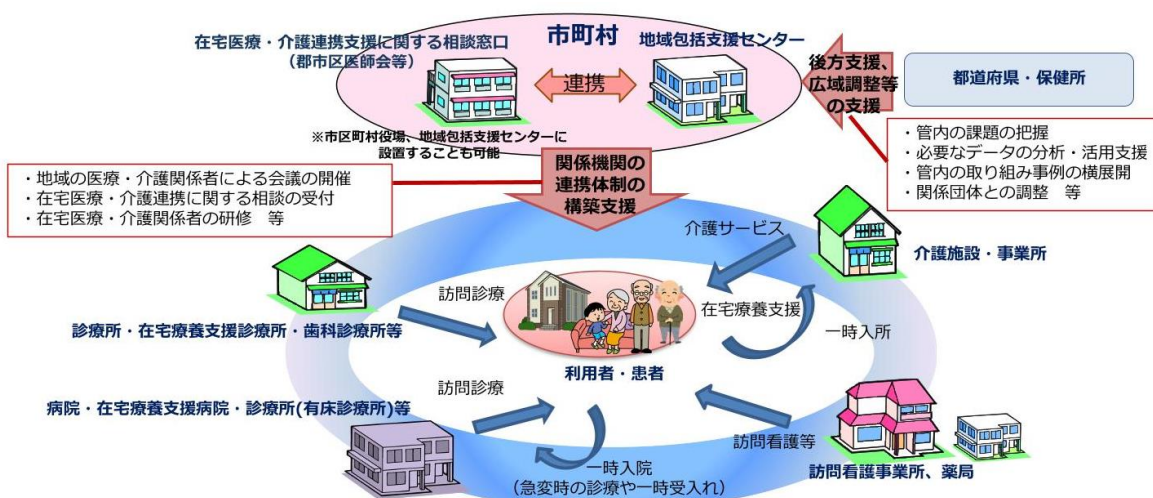 市町村
在宅医療・介護連携支援に関する相談窓口
(郡市区医師会等)
地域包括支援センター
連携
※市区町村役場、地域包括支援センターに
設置することも可能
後方支援、
広域調整等
の支援
都道府県・保健所
・管内の課題の把握
・必要なデータの分析・活用支援
・管内の取り組み事例の横展開
・関係団体との調整　等
関係機関の
連携体制の
構築支援
・地域の医療・介護関係者による会議の開催
・在宅医療・介護連携に関する相談の受付
・在宅医療・介護関係者の研修　等
介護サービス
介護施設・事業所
訪問診療
在宅療養支援
一時入所
診療所・在宅療養支援診療所・歯科診療所等
利用者・患者
訪問診療
病院・在宅療養支援病院・診療所(有床診療所)等
訪問看護等
訪問看護事業所、薬局
一時入院
(急変時の診療や一時受入れ)